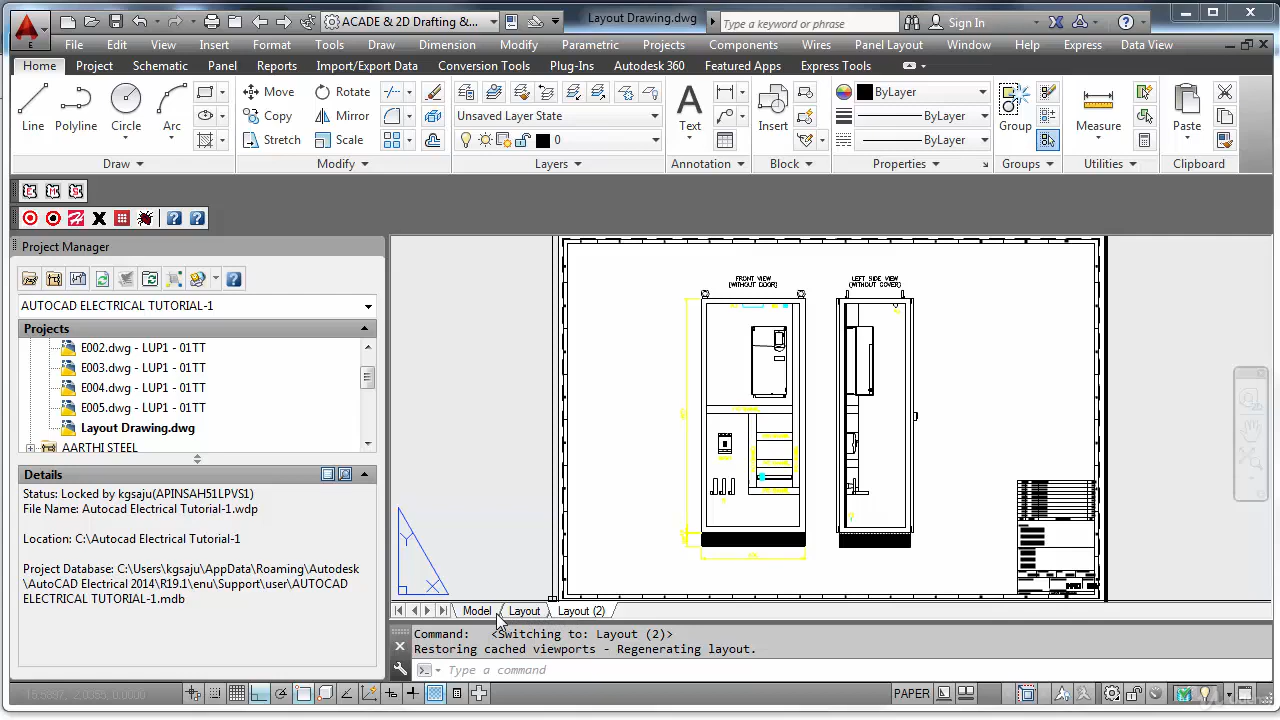 ACADE & 2D Drafting &...
Layout Drawing.dwg
Type a keyword or phrase
Sign In
File Edit View Insert Format Tools Draw Dimension Modify Parametric Projects Components Wires Panel Layout Window Help Express Data View
Home Project Schematic Panel Reports Import/Export Data Conversion Tools Plug-Ins Autodesk 360 Featured Apps Express Tools
Line Polyline Circle Arc
Move Rotate
Copy Mirror
Stretch Scale
Unsaved Layer State
0
Text
Insert
ByLayer
ByLayer
ByLayer
Group
Measure
Paste
Draw Modify Layers Annotation Block Properties Groups Utilities Clipboard
Project Manager
AUTOCAD ELECTRICAL TUTORIAL-1
Projects
E002.dwg - LUP1 - 01TT
E003.dwg - LUP1 - 01TT
E004.dwg - LUP1 - 01TT
E005.dwg - LUP1 - 01TT
Layout Drawing.dwg
AARTHI STEEL
Details
Status: Locked by kgsaju(APINSAH51LPVS1)
File Name: Autocad Electrical Tutorial-1.wdp
Location: C:\Autocad Electrical Tutorial-1
Project Database: C:\Users\kgsaju\AppData\Roaming\Autodesk
\AutoCAD Electrical 2014\R19.1\enu\Support\user\AUTOCAD
ELECTRICAL TUTORIAL-1.mdb
FRONT VIEW
(WITHOUT DOOR)
LEFT SIDE VIEW
(WITHOUT COVER)
Y
X
Model Layout Layout (2)
Command: <Switching to: Layout (2)>
Restoring cached viewports - Regenerating layout.
Type a command
PAPER